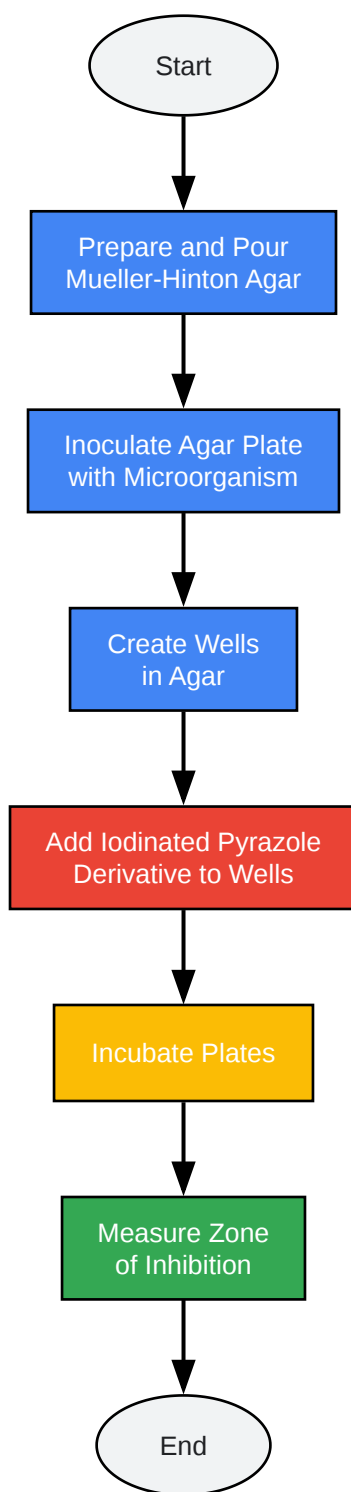 Start
Prepare and Pour
Mueller-Hinton Agar
Inoculate Agar Plate
with Microorganism
Create Wells
in Agar
Add Iodinated Pyrazole
Derivative to Wells
Incubate Plates
Measure Zone
of Inhibition
End